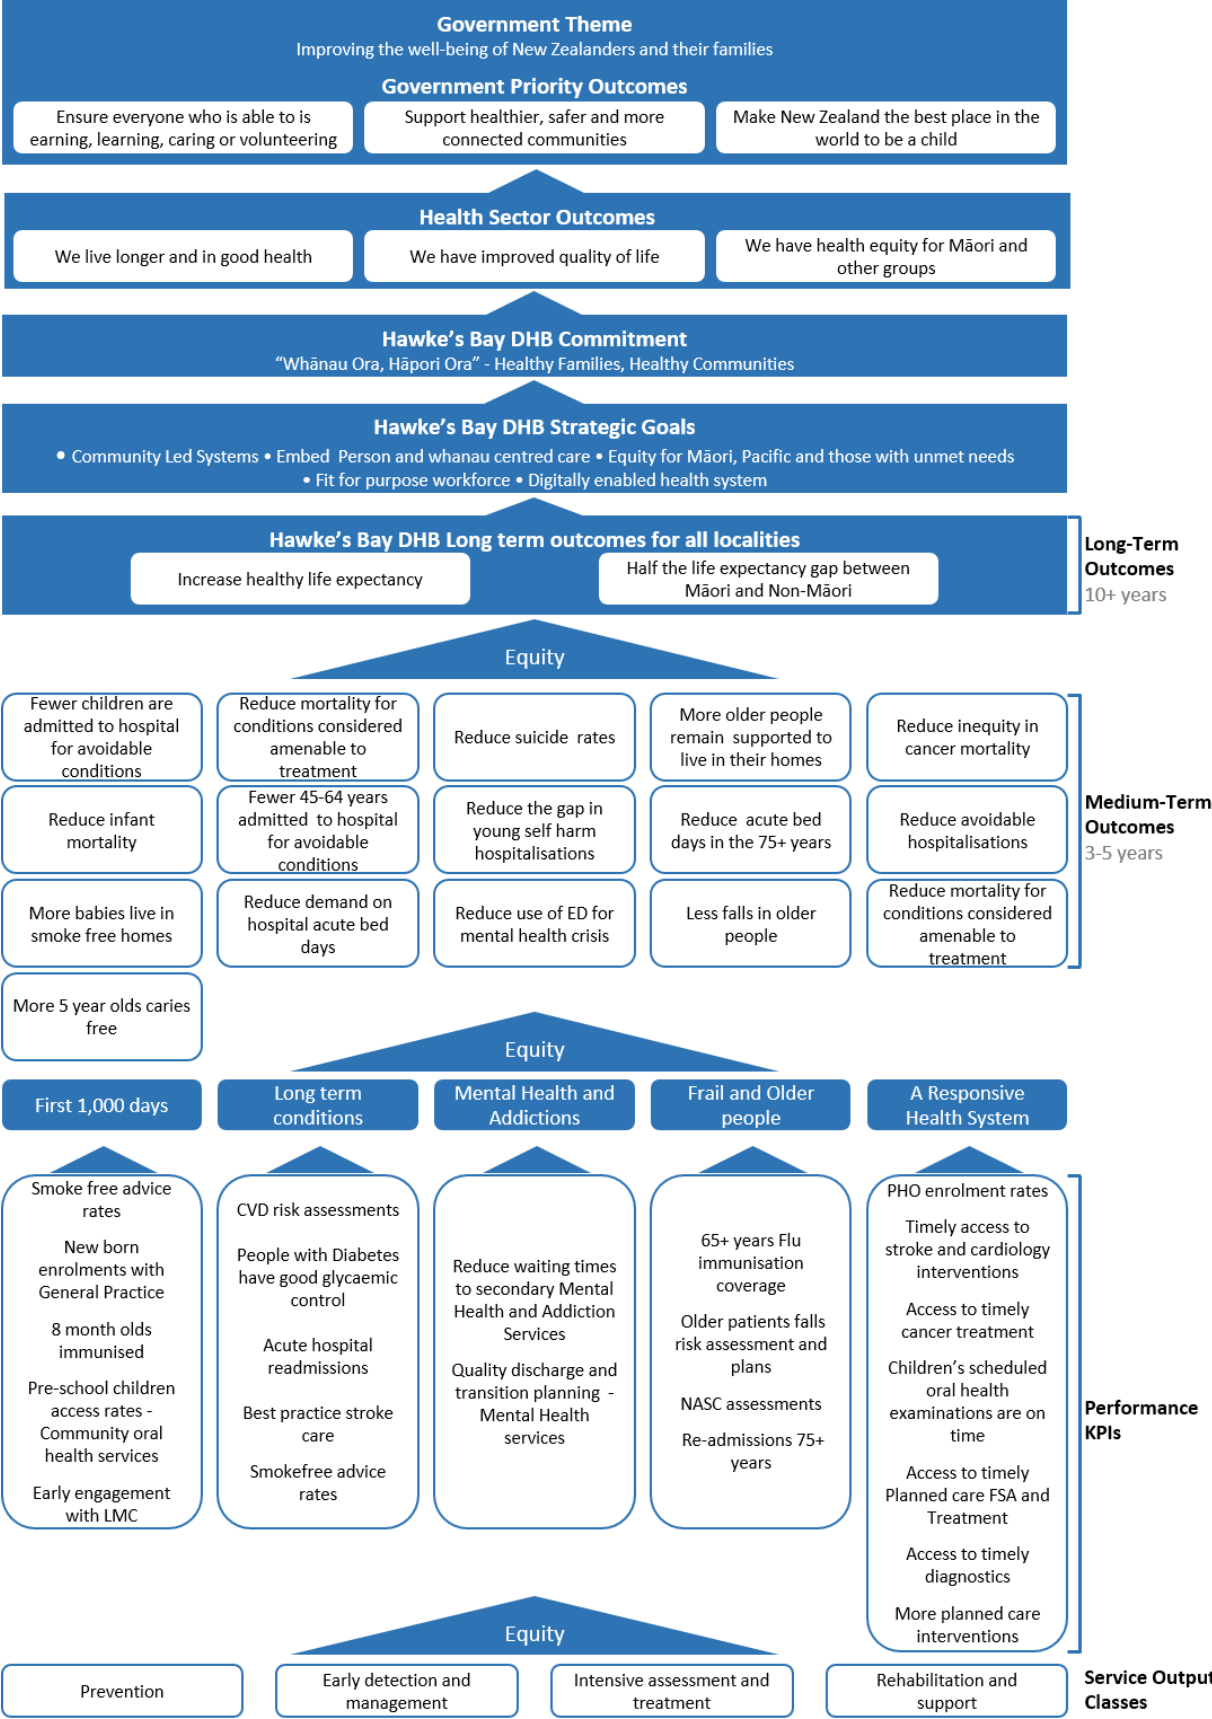 Government Theme
Improving the well-being of New Zealanders and their families
Government Priority Outcomes
Ensure everyone who is able to is
earning, learning, caring or volunteering
Support healthier, safer and more
connected communities
Make New Zealand the best place in the
world to be a child
Health Sector Outcomes
We live longer and in good health
We have improved quality of life
We have health equity for Māori and
other groups
Hawke's Bay DHB Commitment
"Whānau Ora, Hāpori Ora" - Healthy Families, Healthy Communities
Hawke's Bay DHB Strategic Goals
• Community Led Systems • Embed Person and whanau centred care • Equity for Māori, Pacific and those with unmet needs
• Fit for purpose workforce • Digitally enabled health system
Hawke's Bay DHB Long term outcomes for all localities
Increase healthy life expectancy
Half the life expectancy gap between
Māori and Non-Māori
Long-Term
Outcomes
10+ years
Equity
Fewer children are
admitted to hospital
for avoidable
conditions
Reduce mortality for
conditions considered
amenable to
treatment
Reduce suicide rates
More older people
remain supported to
live in their homes
Reduce inequity in
cancer mortality
Reduce infant
mortality
Fewer 45-64 years
admitted to hospital
for avoidable
conditions
Reduce the gap in
young self harm
hospitalisations
Reduce acute bed
days in the 75+ years
Reduce avoidable
hospitalisations
Medium-Term
Outcomes
3-5 years
More babies live in
smoke free homes
Reduce demand on
hospital acute bed
days
Reduce use of ED for
mental health crisis
Less falls in older
people
Reduce mortality for
conditions considered
amenable to
treatment
More 5 year olds caries
free
Equity
First 1,000 days
Long term
conditions
Mental Health and
Addictions
Frail and Older
people
A Responsive
Health System
Smoke free advice
rates
New born
enrolments with
General Practice
8 month olds
immunised
Pre-school children
access rates -
Community oral
health services
Early engagement
with LMC
CVD risk assessments
People with Diabetes
have good glycaemic
control
Acute hospital
readmissions
Best practice stroke
care
Smokefree advice
rates
Reduce waiting times
to secondary Mental
Health and Addiction
Services
Quality discharge and
transition planning -
Mental Health
services
65+ years Flu
immunisation
coverage
Older patients falls
risk assessment and
plans
NASC assessments
Re-admissions 75+
years
PHO enrolment rates
Timely access to
stroke and cardiology
interventions
Access to timely
cancer treatment
Children's scheduled
oral health
examinations are on
time
Access to timely
Planned care FSA and
Treatment
Access to timely
diagnostics
More planned care
interventions
Performance
KPIs
Equity
Prevention
Early detection and
management
Intensive assessment and
treatment
Rehabilitation and
support
Service Output
Classes